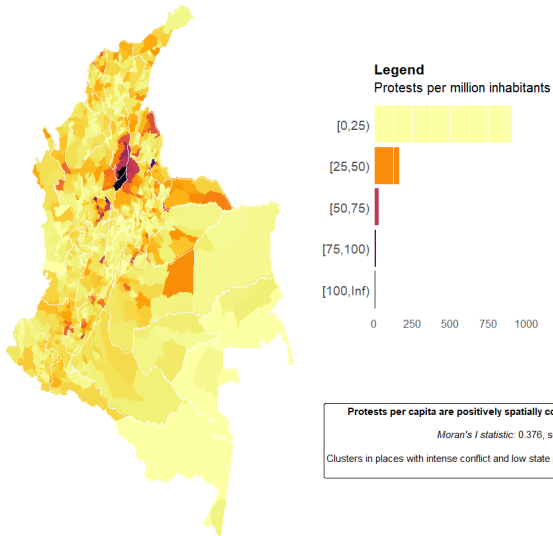 Legend
Protests per million inhabitants
[0,25)
[25,50)
[50,75)
[75,100)
[100,Inf)
0 250 500 750 1000
Protests per capita are positively spatially
Moran's I statistic: 0.376,
Clusters in places with intense conflict and low state